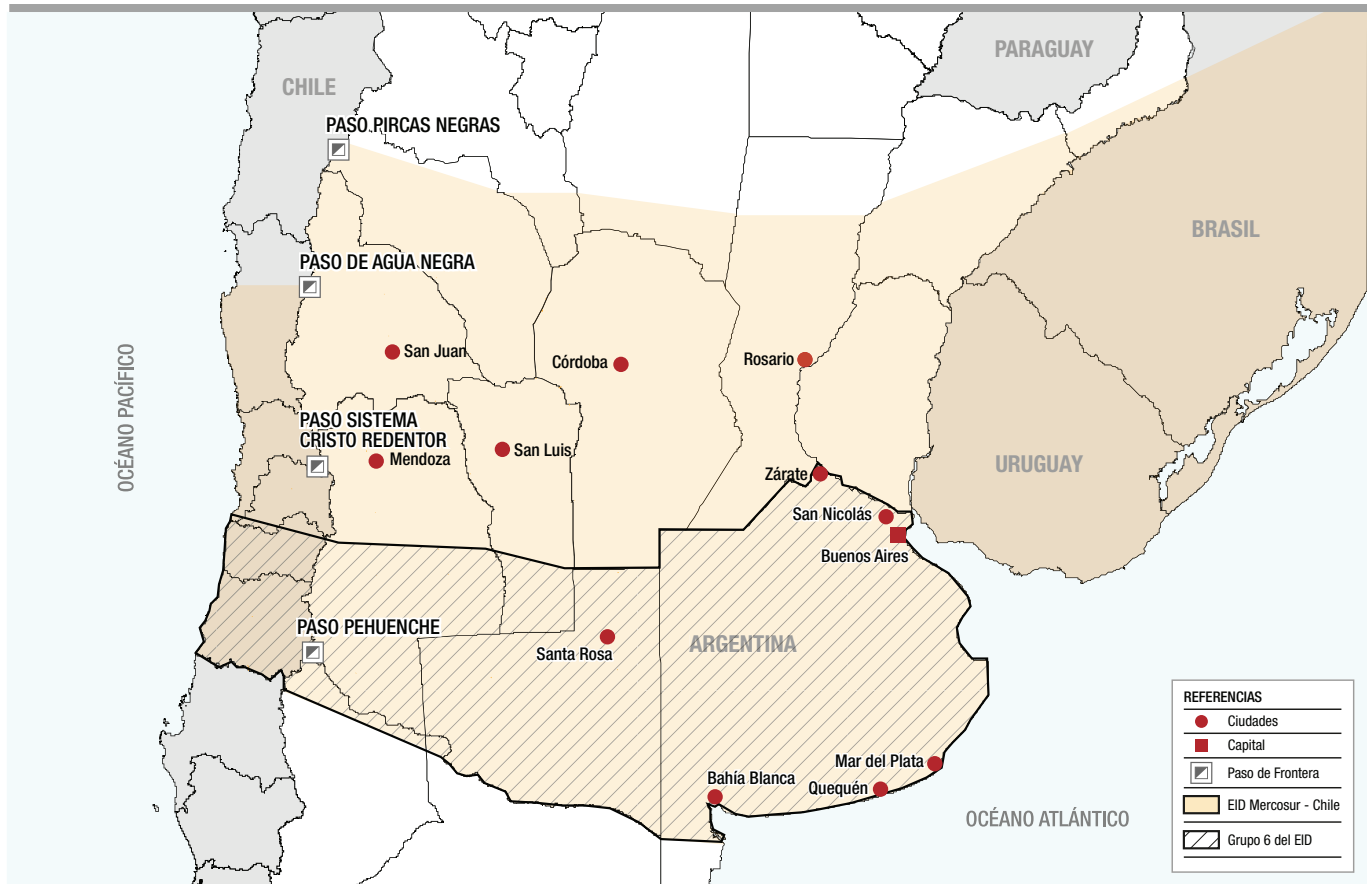 PARAGUAY
CHILE
PASO PIRCAS NEGRAS
BRASIL
PASO DE AGUA NEGRA
OCÉANO PACÍFICO
San Juan
Córdoba
Rosario
PASO SISTEMA
CRISTO REDENTOR
Mendoza
San Luis
URUGUAY
Zárate
San Nicolás
Buenos Aires
PASO PEHUENCHE
Santa Rosa
ARGENTINA
Mar del Plata
Bahía Blanca
Quequén
OCÉANO ATLÁNTICO
REFERENCIAS
Ciudades
Capital
Paso de Frontera
EID Mercosur - Chile
Grupo 6 del EID